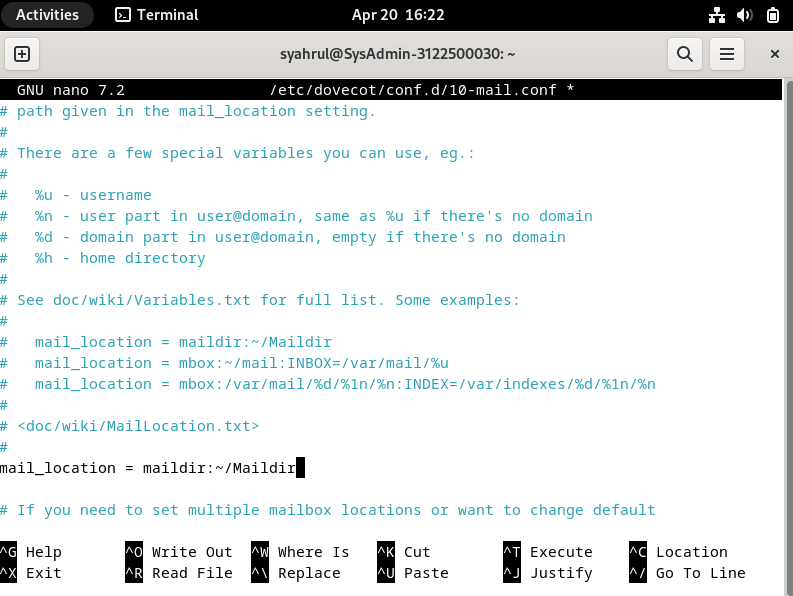 Activities Terminal Apr 20 16:22
syahrul@SysAdmin-3122500030: ~
GNU nano 7.2 /etc/dovecot/conf.d/10-mail.conf *
# path given in the mail_location setting.
#
# There are a few special variables you can use, eg.:
#
#   %u - username
#   %n - user part in user@domain, same as %u if there's no domain
#   %d - domain part in user@domain, empty if there's no domain
#   %h - home directory
#
# See doc/wiki/Variables.txt for full list. Some examples:
#
#   mail_location = maildir:~/Maildir
#   mail_location = mbox:~/mail:INBOX=/var/mail/%u
#   mail_location = mbox:/var/mail/%d/%1n/%n:INDEX=/var/indexes/%d/%1n/%n
#
# <doc/wiki/MailLocation.txt>
#
mail_location = maildir:~/Maildir
# If you need to set multiple mailbox locations or want to change default
^G Help ^O Write Out ^W Where Is ^K Cut ^T Execute ^C Location
^X Exit ^R Read File ^\ Replace ^U Paste ^J Justify ^/ Go To Line